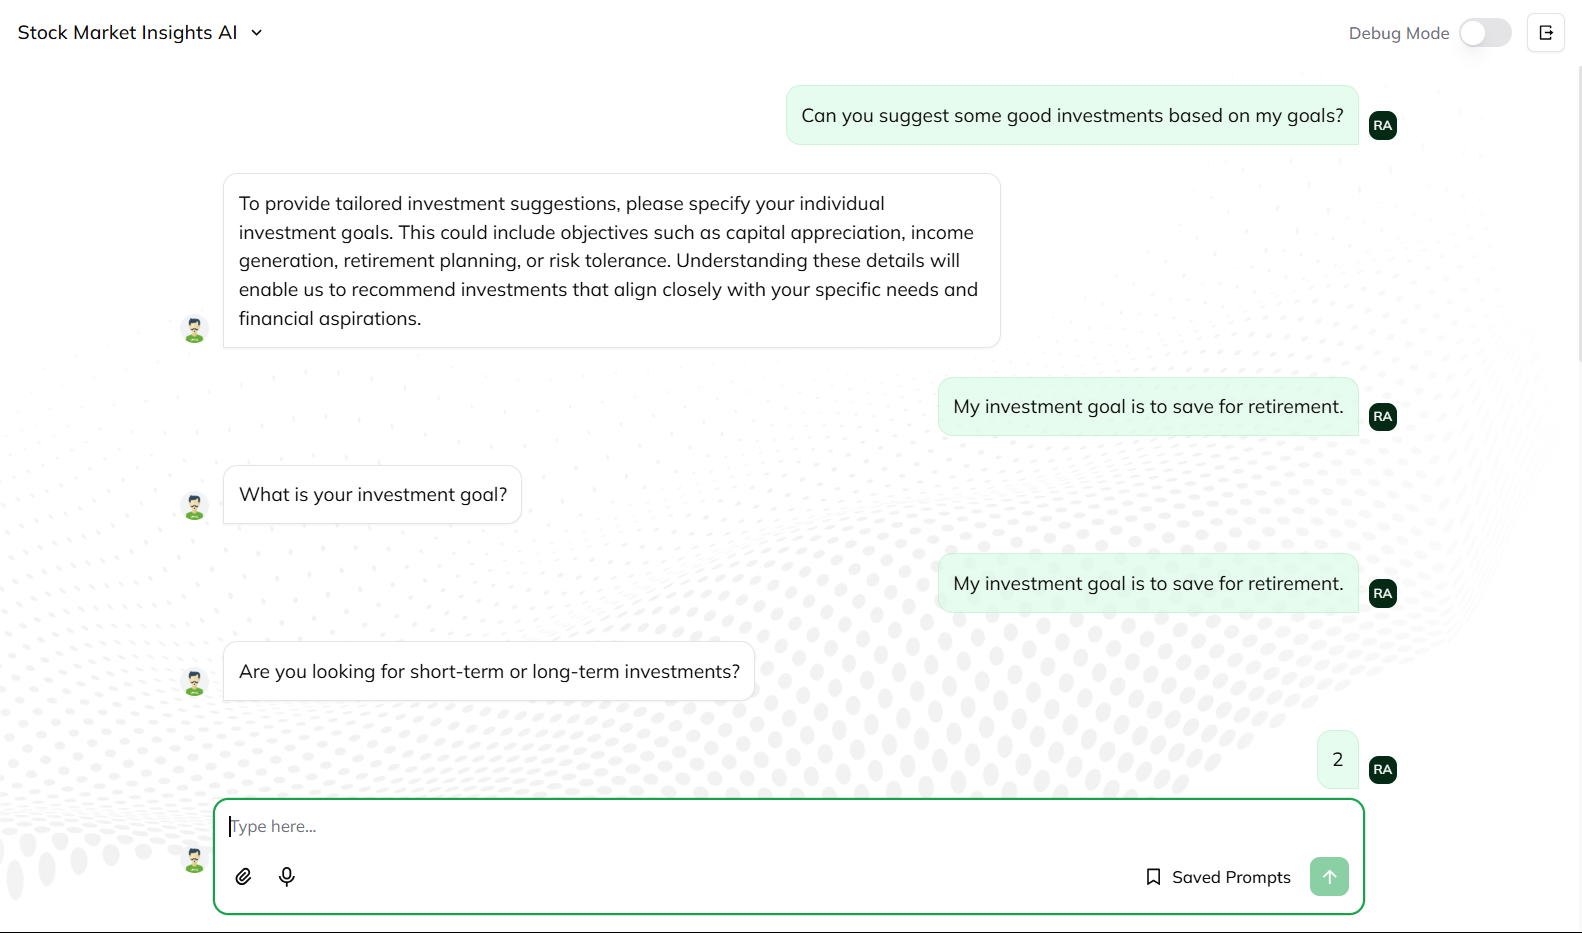 Stock Market Insights AI
Debug Mode
Can you suggest some good investments based on my goals?
RA
To provide tailored investment suggestions, please specify your individual
investment goals. This could include objectives such as capital appreciation, income
generation, retirement planning, or risk tolerance. Understanding these details will
enable us to recommend investments that align closely with your specific needs and
financial aspirations.
My investment goal is to save for retirement.
RA
What is your investment goal?
My investment goal is to save for retirement.
RA
Are you looking for short-term or long-term investments?
2
RA
Type here...
Saved Prompts